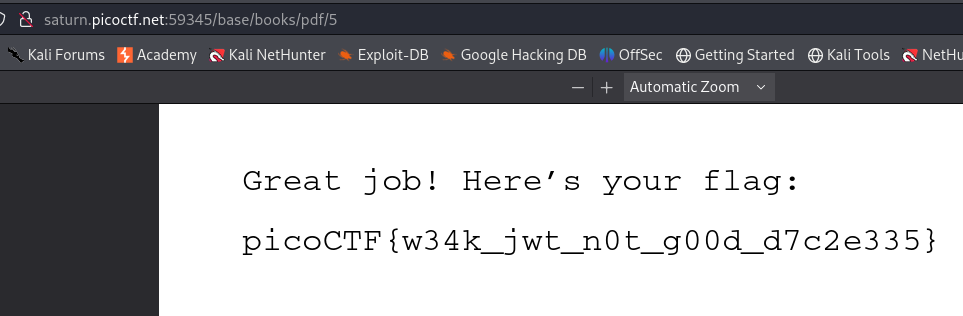 saturn.picoctf.net:59345/base/books/pdf/5
Kali Forums Academy Kali NetHunter Exploit-DB Google Hacking DB OffSec Getting Started Kali Tools NetHu
Automatic Zoom
Great job! Here’s your flag:
picoCTF{w34k_jwt_n0t_g00d_d7c2e335}